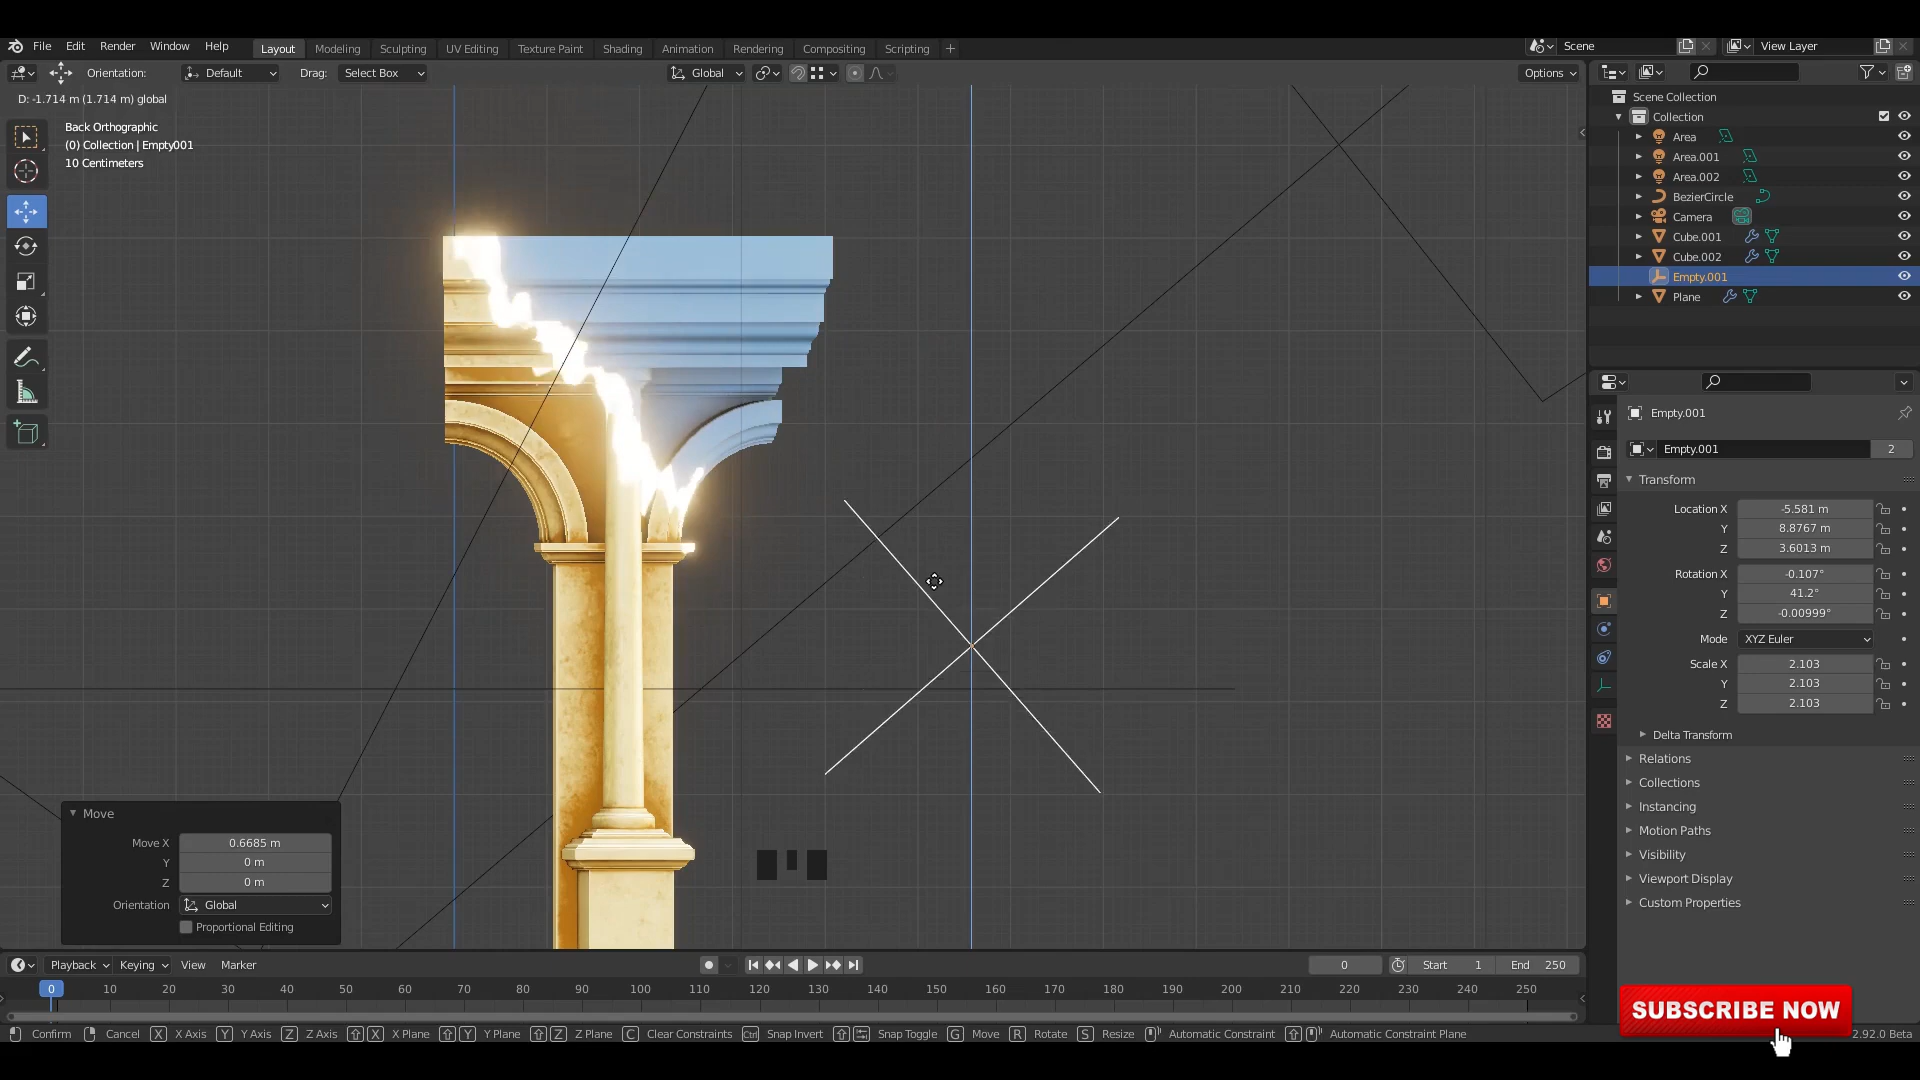 File Edit Render Window Help Layout Modeling Sculpting UV Editing Texture Paint Shading Animation Rendering Compositing Scripting + Scene View Layer
Orientation: Default Drag: Select Box Global Options
D: -1.714 m (1.714 m) global
Back Orthographic
(0) Collection | Empty001
10 Centimeters
Scene Collection
Collection
Area
Area.001
Area.002
BezierCircle
Camera
Cube.001
Cube.002
Empty.001
Plane
Empty.001
Empty.001 2
Transform
Location X -5.581 m
Y 8.8767 m
Z 3.6013 m
Rotation X -0.107°
Y 41.2°
Z -0.00999°
Mode XYZ Euler
Scale X 2.103
Y 2.103
Z 2.103
Delta Transform
Relations
Collections
Instancing
Motion Paths
Visibility
Viewport Display
Custom Properties
Move
Move X 0.6685 m
Y 0 m
Z 0 m
Orientation Global
Proportional Editing
Playback Keying View Marker 0 Start 1 End 250
0 10 20 30 40 50 60 70 80 90 100 110 120 130 140 150 160 170 180 190 200 210 220 230 240 250
SUBSCRIBE NOW
Confirm Cancel X X Axis Y Y Axis Z Z Axis X X Plane Y Y Plane Z Z Plane C Clear Constraints Ctrl Snap Invert Snap Toggle G Move R Rotate S Resize Automatic Constraint Automatic Constraint Plane 2.92.0 Beta